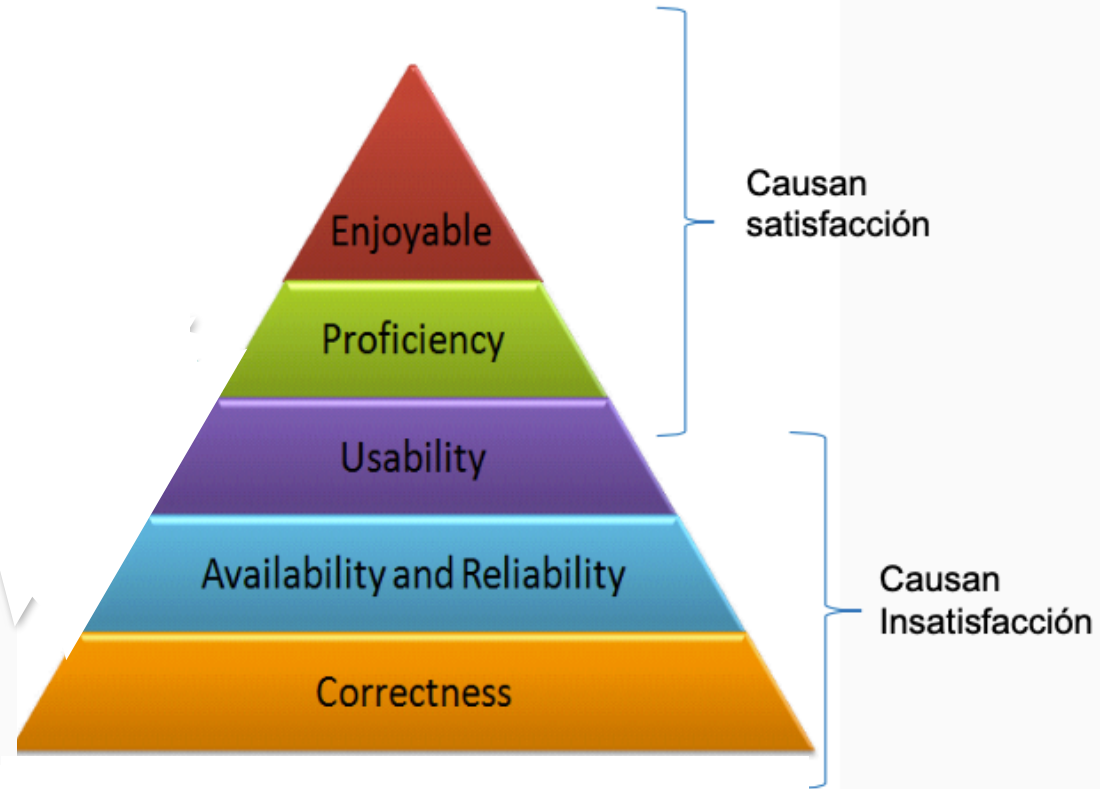 Enjoyable
Proficiency
Usability
Availability and Reliability
Correctness
Causan
satisfacción
Causan
Insatisfacción